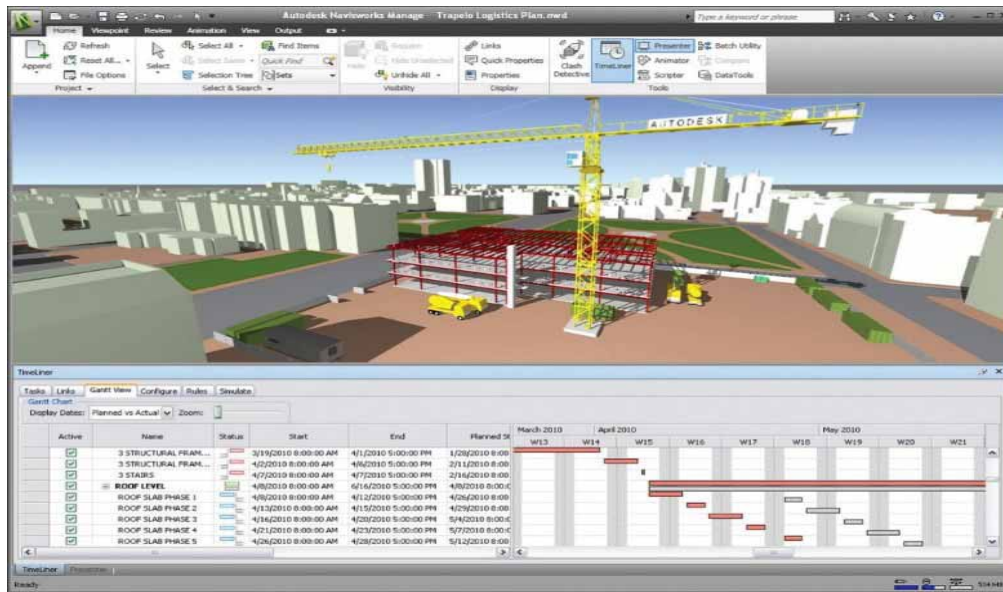 Autodesk Navisworks Manage Trapelo Logistics Plan.nwd Type a keyword or phrase
Home Viewpoint Review Animation View Output
Append
Refresh
Reset All...
File Options
Project
Select
Select All
Select Same
Selection Tree
Find Items
Quick Find
Sets
Select & Search
Hide
Require
Hide Unselected
Unhide All
Visibility
Links
Quick Properties
Properties
Display
Clash Detective
TimeLiner
Presenter
Animator
Scripter
Batch Utility
Compare
DataTools
Tools
AUTODESK
TimeLiner
Tasks Links Gantt View Configure Rules Simulate
Gantt Chart
Display Dates: Planned vs Actual Zoom:
Active Name Status Start End Planned St
March 2010 April 2010 May 2010
W13 W14 W15 W16 W17 W18 W19 W20 W21
3 STRUCTURAL FRAM... 3/19/2010 8:00:00 AM 4/1/2010 5:00:00 PM 1/28/2010 8:00
3 STRUCTURAL FRAM... 4/2/2010 8:00:00 AM 4/6/2010 5:00:00 PM 2/11/2010 8:00
3 STAIRS 4/7/2010 8:00:00 AM 4/7/2010 5:00:00 PM 2/16/2010 8:00
ROOF LEVEL 4/8/2010 8:00:00 AM 6/16/2010 5:00:00 PM 4/8/2010 8:00:0
ROOF SLAB PHASE 1 4/8/2010 8:00:00 AM 4/12/2010 5:00:00 PM 4/26/2010 8:00
ROOF SLAB PHASE 2 4/13/2010 8:00:00 AM 4/15/2010 5:00:00 PM 4/29/2010 8:00
ROOF SLAB PHASE 3 4/16/2010 8:00:00 AM 4/20/2010 5:00:00 PM 5/4/2010 8:00:0
ROOF SLAB PHASE 4 4/21/2010 8:00:00 AM 4/23/2010 5:00:00 PM 5/7/2010 8:00:0
ROOF SLAB PHASE 5 4/26/2010 8:00:00 AM 4/28/2010 5:00:00 PM 5/12/2010 8:00
TimeLiner Presenter
Ready